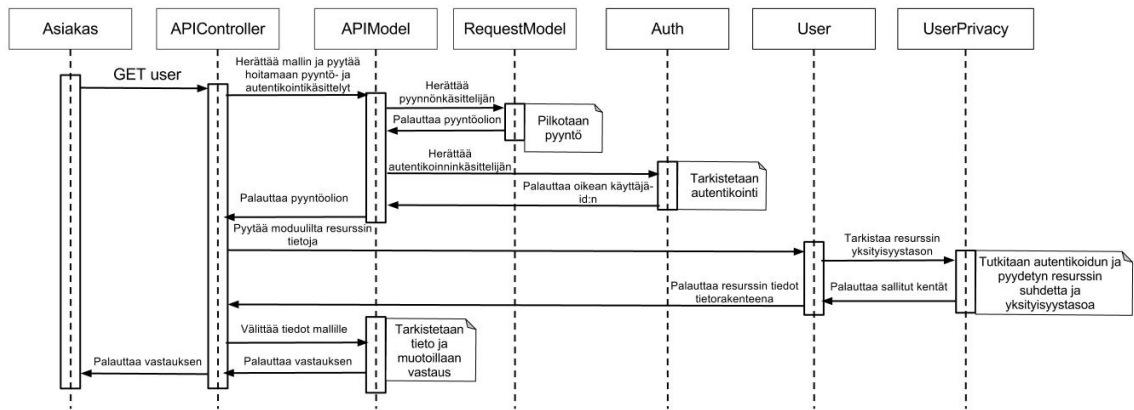 Asiakas
APIController
APIModel
RequestModel
Auth
User
UserPrivacy
GET user
Herättää mallin ja pyytää
hoitamaan pyyntö- ja
autentikointikäsittelyt
Herättää
pyynnönkäsittelijän
Palauttaa pyyntöolion
Pilkotaan
pyyntö
Herättää
autentikoinninkäsittelijän
Palauttaa oikean käyttäjä-
id:n
Tarkistetaan
autentikointi
Palauttaa pyyntöolion
Pyytää moduulilta resurssin
tietoja
Tarkistaa resurssin
yksityisyystason
Palauttaa sallitut kentät
Tutkitaan autentikoidun ja
pyydetyn resurssin
suhdetta ja
yksityisyystasoa
Palauttaa resurssin tiedot
tietorakenteena
Välittää tiedot mallille
Tarkistetaan
tieto ja
muotoillaan
vastaus
Palauttaa vastauksen
Palauttaa vastauksen